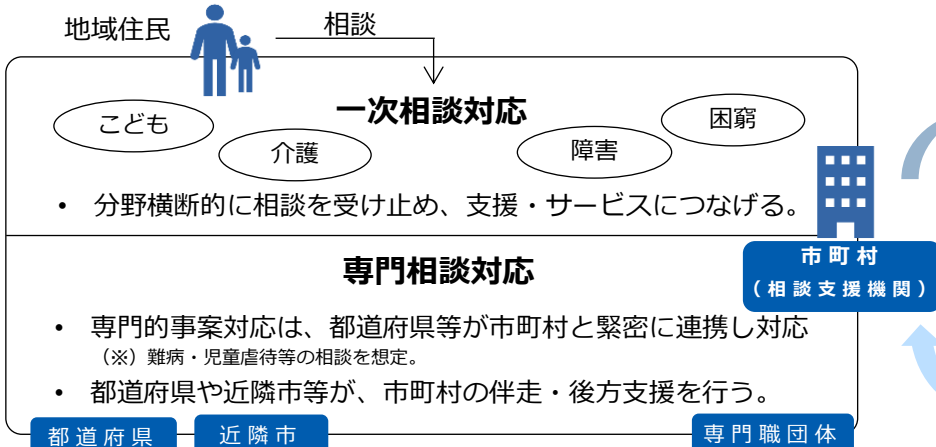 地域住民
相談
一次相談対応
こども
介護
障害
困窮
• 分野横断的に相談を受け止め、支援・サービスにつなげる。
市町村
（相談支援機関）
専門相談対応
• 専門的事案対応は、都道府県等が市町村と緊密に連携し対応
（※）難病・児童虐待等の相談を想定。
• 都道府県や近隣市等が、市町村の伴走・後方支援を行う。
都道府県
近隣市
専門職団体